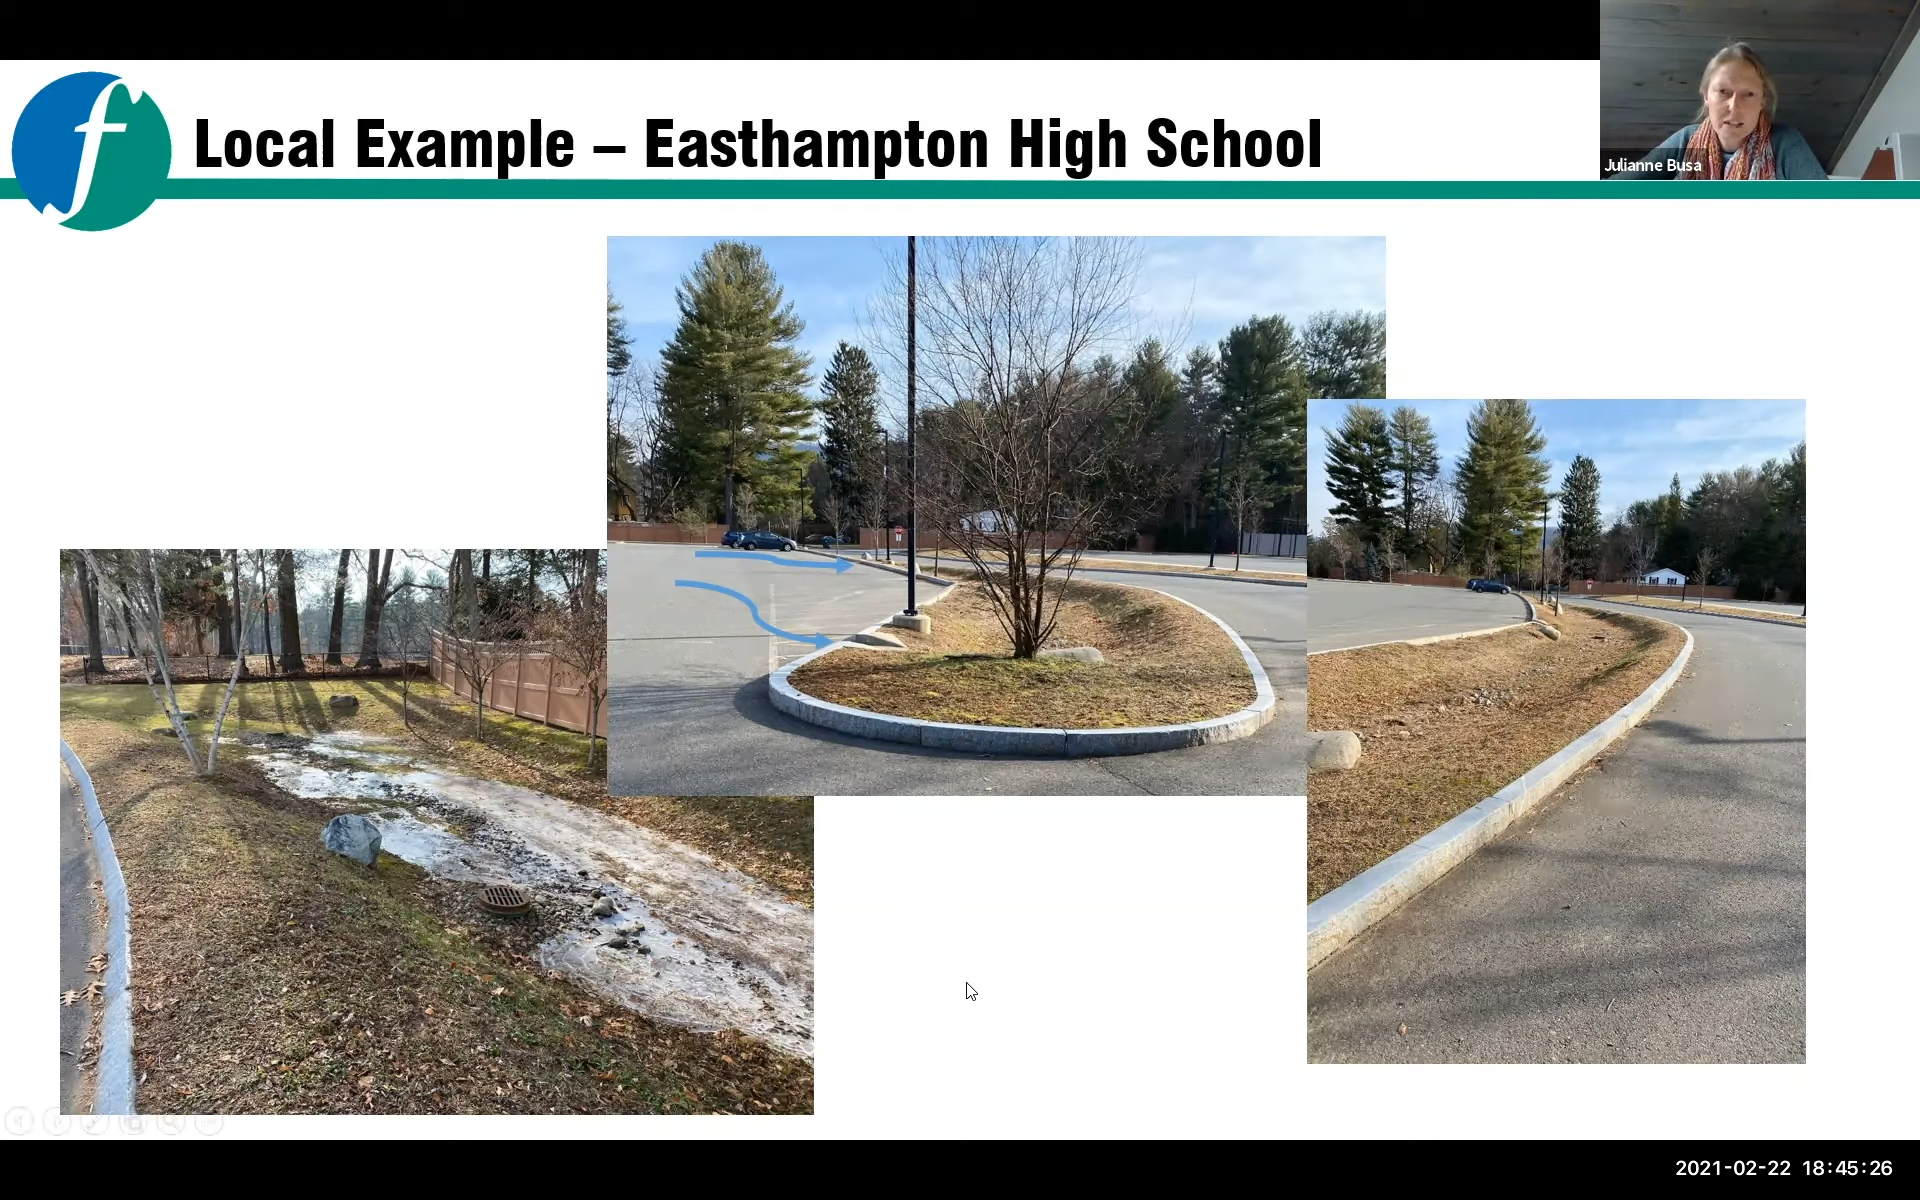 Local Example – Easthampton High School
Julianne Busa
2021-02-22 18:45:26